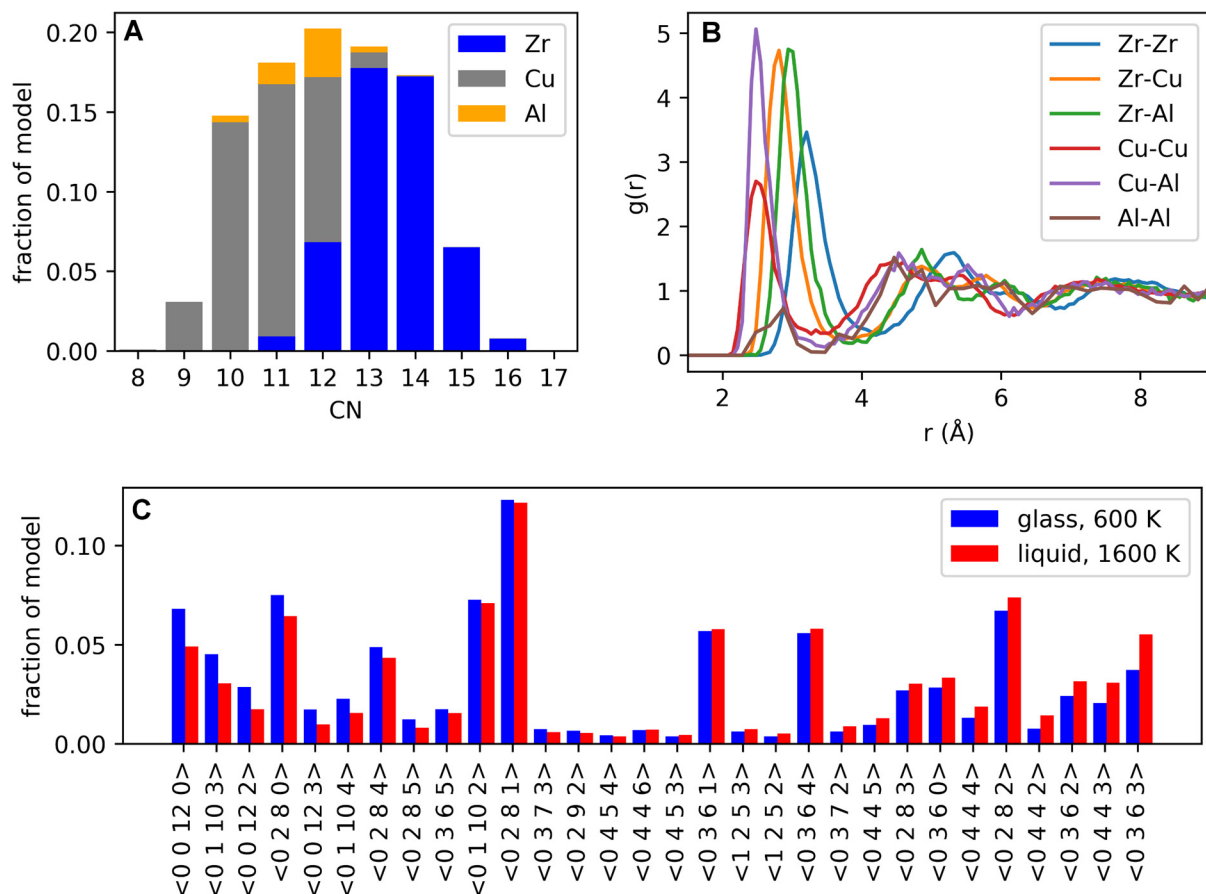 A
0.20
0.15
0.10
0.05
0.00
fraction of model
Zr
Cu
Al
8 9 10 11 12 13 14 15 16 17
CN
B
5
4
3
2
1
0
g(r)
Zr-Zr
Zr-Cu
Zr-Al
Cu-Cu
Cu-Al
Al-Al
2 4 6 8
r (Å)
C
0.10
0.05
0.00
fraction of model
glass, 600 K
liquid, 1600 K
<0 0 12 0>
<0 1 10 3>
<0 0 12 2>
<0 2 8 0>
<0 0 12 3>
<0 1 10 4>
<0 2 8 4>
<0 2 8 5>
<0 3 6 5>
<0 1 10 2>
<0 2 8 1>
<0 3 7 3>
<0 2 9 2>
<0 4 5 4>
<0 4 4 6>
<0 4 5 3>
<0 3 6 1>
<1 2 5 3>
<1 2 5 2>
<0 3 6 4>
<0 3 7 2>
<0 4 4 5>
<0 2 8 3>
<0 3 6 0>
<0 4 4 4>
<0 2 8 2>
<0 4 4 2>
<0 3 6 2>
<0 4 4 3>
<0 3 6 3>